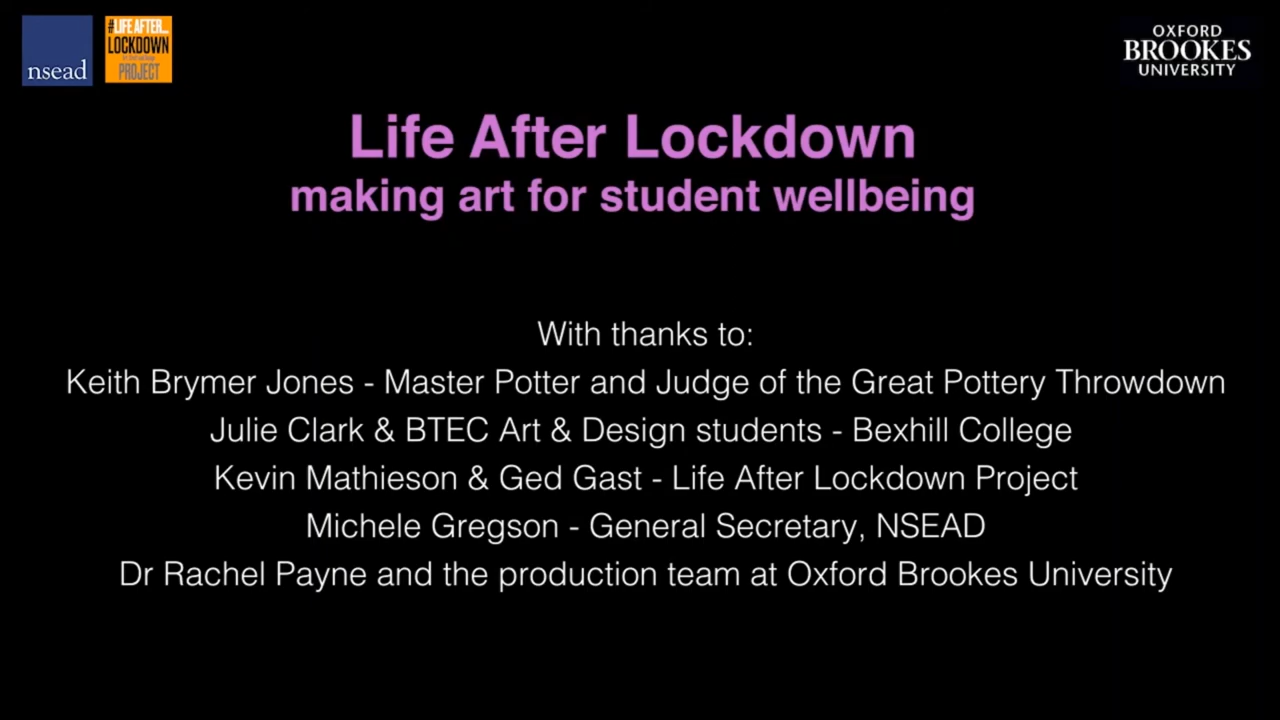 nsead
LIFE AFTER...
LOCKDOWN
PROJECT
OXFORD
BROOKES
UNIVERSITY
Life After Lockdown
making art for student wellbeing
With thanks to:
Keith Brymer Jones - Master Potter and Judge of the Great Pottery Throwdown
Julie Clark & BTEC Art & Design students - Bexhill College
Kevin Mathieson & Ged Gast - Life After Lockdown Project
Michele Gregson - General Secretary, NSEAD
Dr Rachel Payne and the production team at Oxford Brookes University